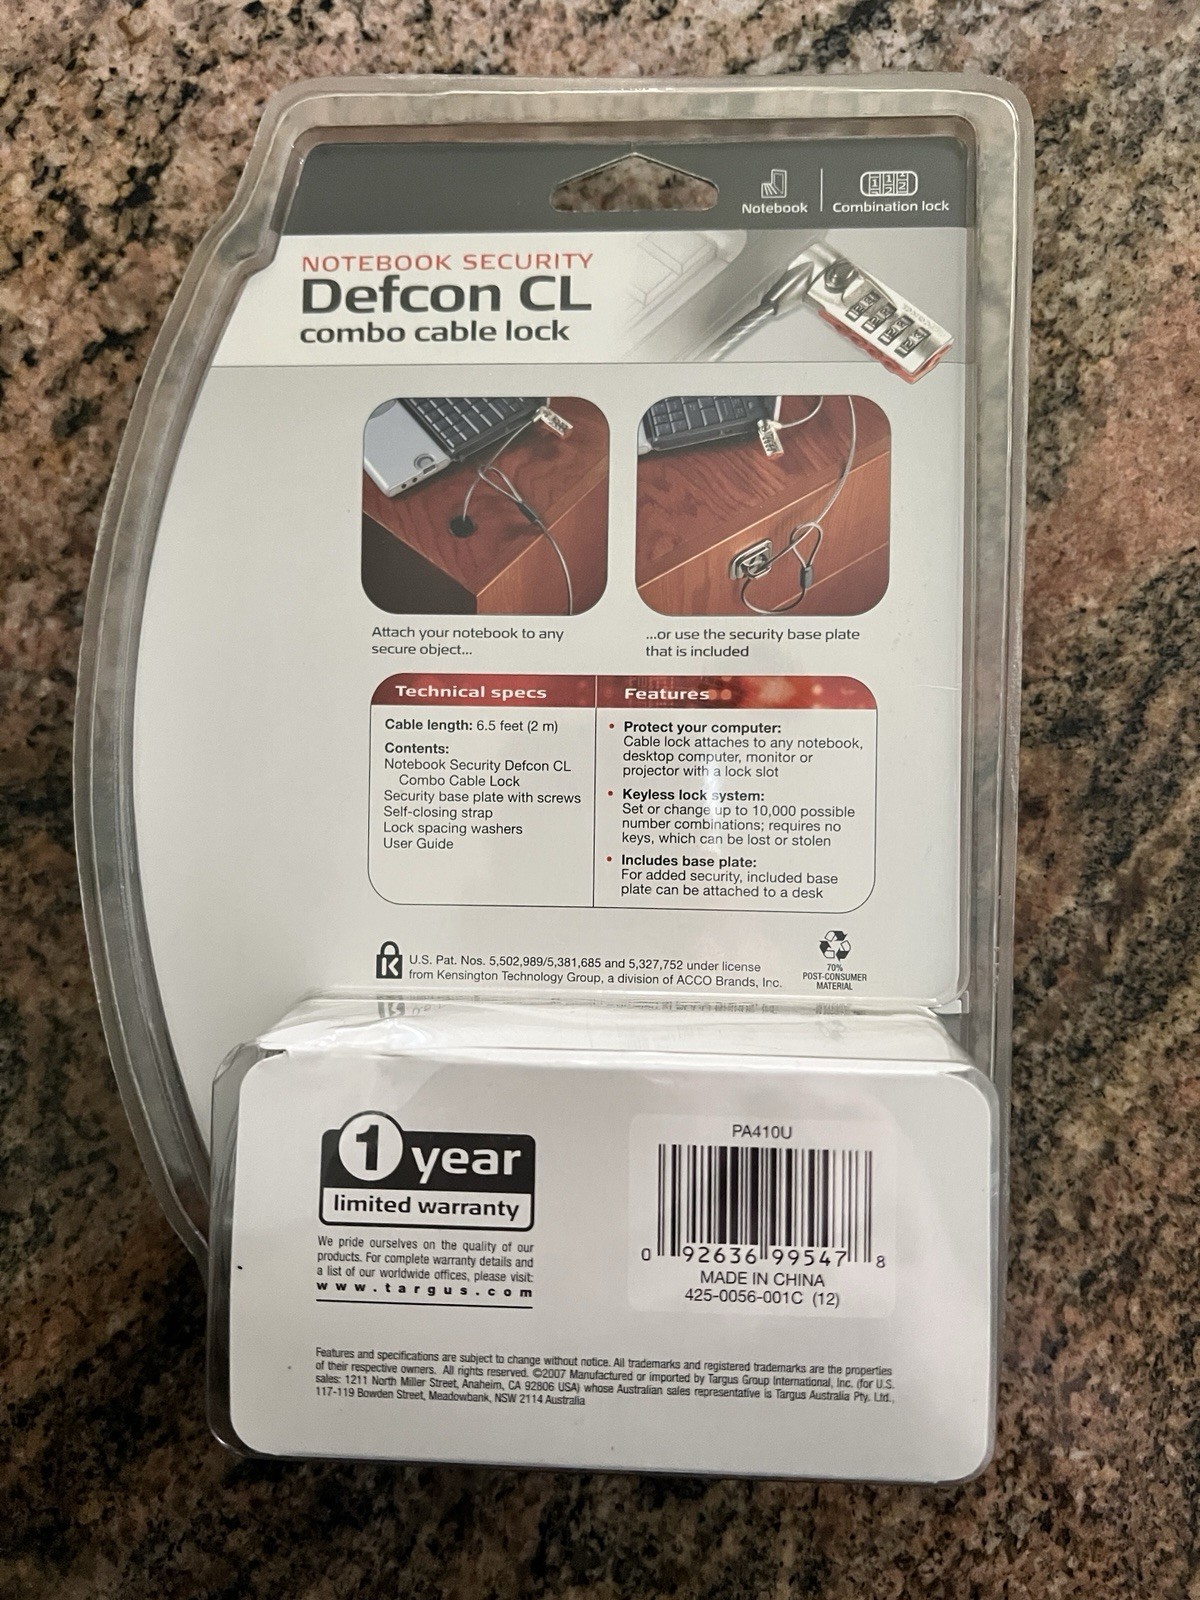 Notebook
Combination lock
NOTEBOOK SECURITY
Defcon CL
combo cable lock
Attach your notebook to any
secure object...
...or use the security base plate
that is included
Technical specs
Cable length: 6.5 feet (2 m)
Contents:
Notebook Security Defcon CL
Combo Cable Lock
Security base plate with screws
Self-closing strap
Lock spacing washers
User Guide
Features
• Protect your computer:
Cable lock attaches to any notebook,
desktop computer, monitor or
projector with a lock slot
• Keyless lock system:
Set or change up to 10,000 possible
number combinations; requires no
keys, which can be lost or stolen
• Includes base plate:
For added security, included base
plate can be attached to a desk
K
U.S. Pat. Nos. 5,502,989/5,381,685 and 5,327,752 under license
from Kensington Technology Group, a division of ACCO Brands, Inc.
70%
POST-CONSUMER
MATERIAL
1 year
limited warranty
We pride ourselves on the quality of our
products. For complete warranty details and
a list of our worldwide offices, please visit:
www.targus.com
PA410U
0 92636 99547 8
MADE IN CHINA
425-0056-001C (12)
Features and specifications are subject to change without notice. All trademarks and registered trademarks are the properties
of their respective owners. All rights reserved. ©2007 Manufactured or imported by Targus Group International, Inc. (for U.S.
sales: 1211 North Miller Street, Anaheim, CA 92806 USA) whose Australian sales representative is Targus Australia Pty. Ltd.,
117-119 Bowden Street, Meadowbank, NSW 2114 Australia